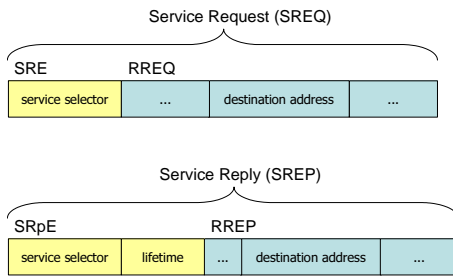 Service Request (SREQ)
SRE RREQ
service selector ... destination address ...
Service Reply (SREP)
SRpE RREP
service selector lifetime ... destination address ...